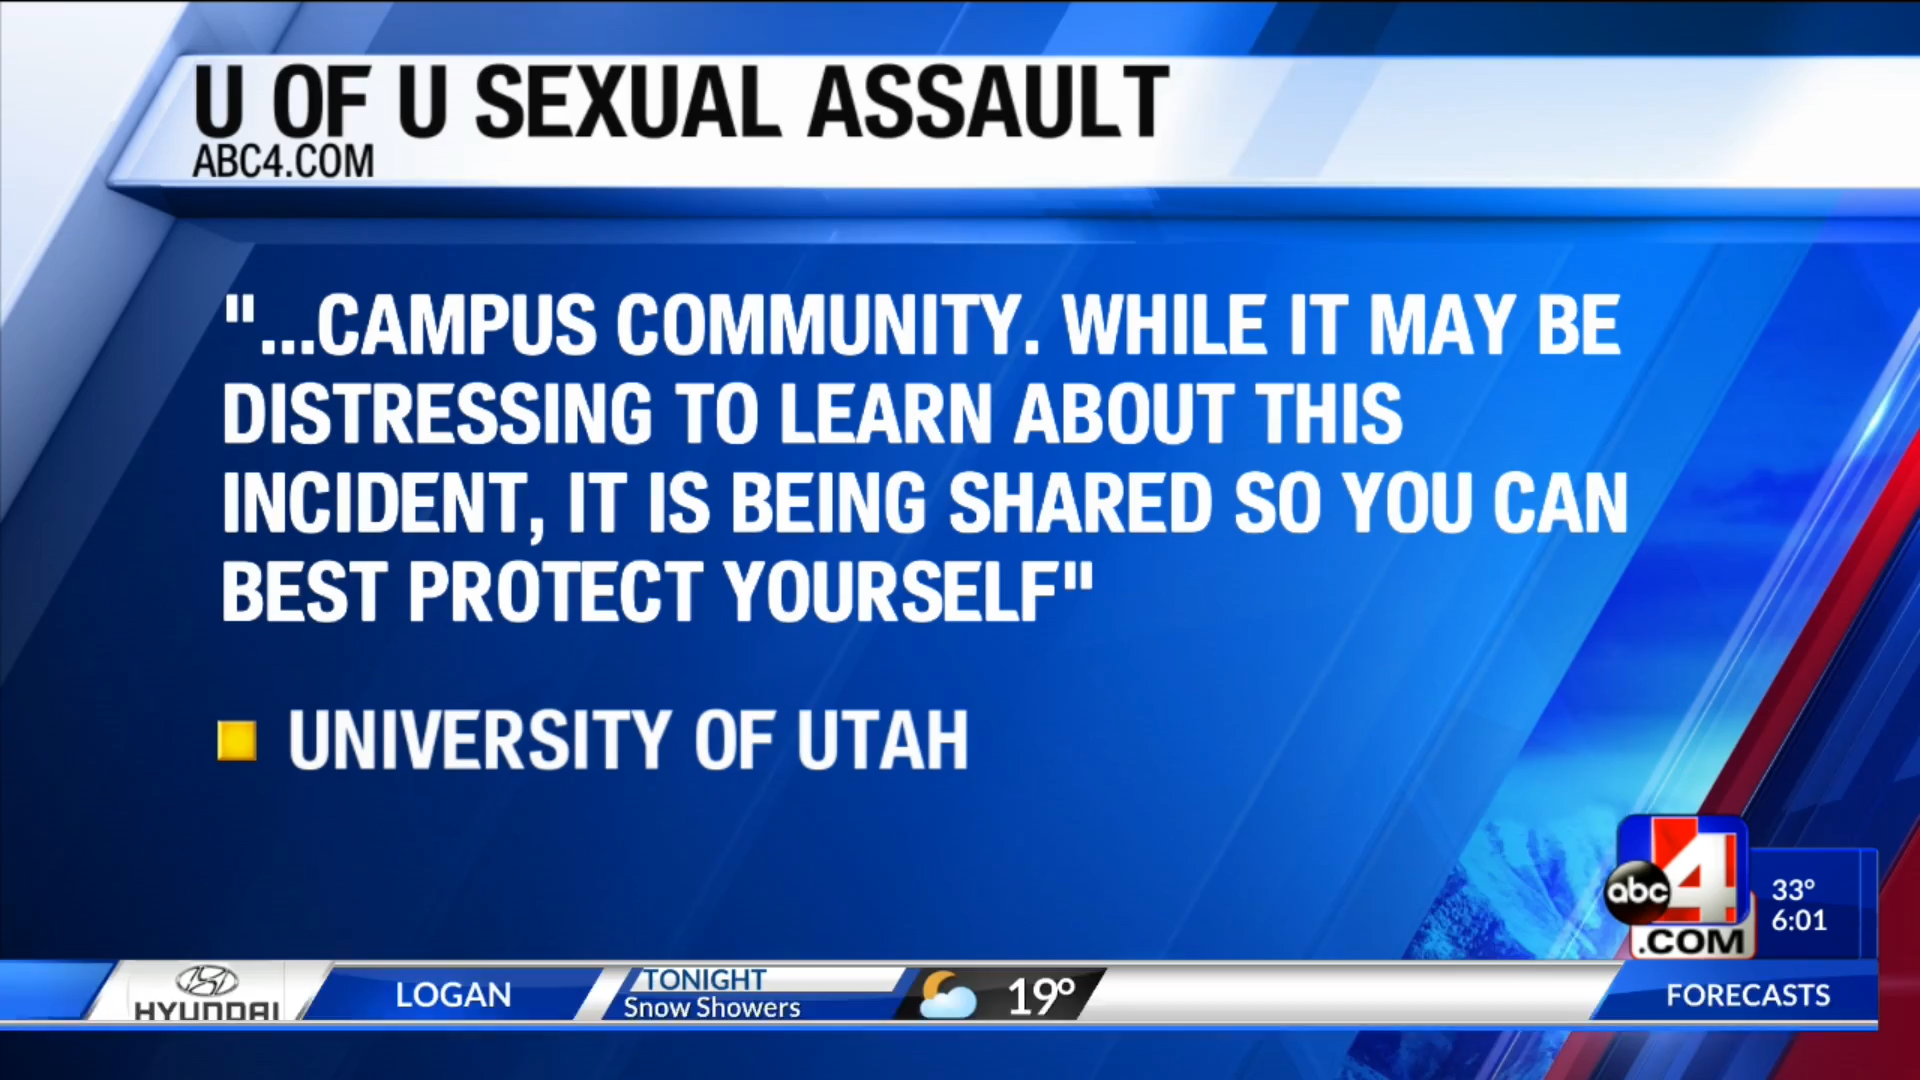 U OF U SEXUAL ASSAULT
ABC4.COM
"...CAMPUS COMMUNITY. WHILE IT MAY BE
DISTRESSING TO LEARN ABOUT THIS
INCIDENT, IT IS BEING SHARED SO YOU CAN
BEST PROTECT YOURSELF"
UNIVERSITY OF UTAH
abc 4
.COM
33°
6:01
HYUNDAI
LOGAN
TONIGHT
Snow Showers
19°
FORECASTS